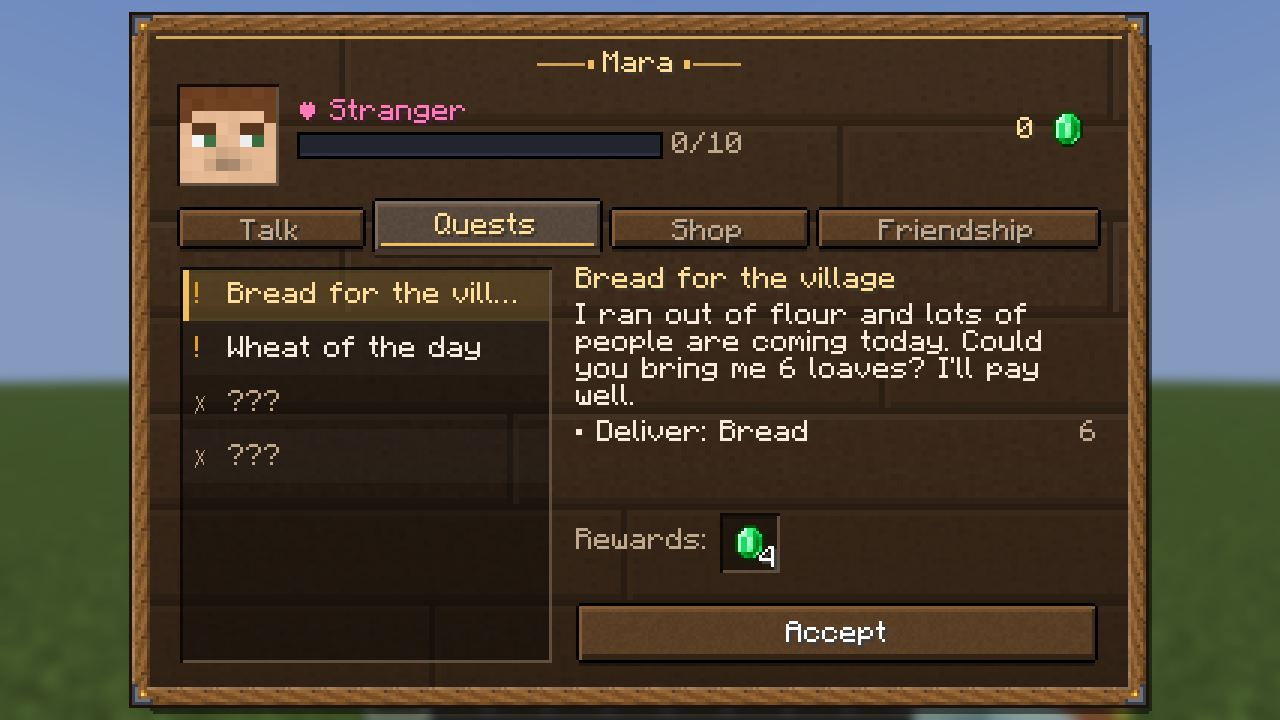 Mara
Stranger
0/10
0
Talk
Quests
Shop
Friendship
! Bread for the vill...
! Wheat of the day
x ???
x ???
Bread for the village
I ran out of flour and lots of
people are coming today. Could
you bring me 6 loaves? I'll pay
well.
• Deliver: Bread 6
Rewards: 4
Accept